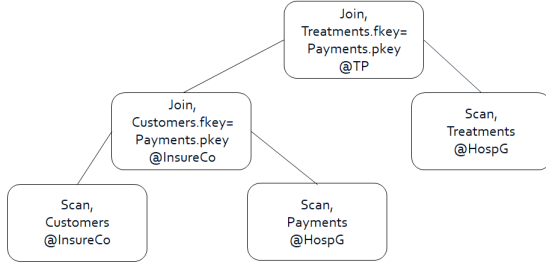 Join,
Treatments.fkey=
Payments.pkey
@TP
Join,
Customers.fkey=
Payments.pkey
@InsureCo
Scan,
Treatments
@HospG
Scan,
Customers
@InsureCo
Scan,
Payments
@HospG